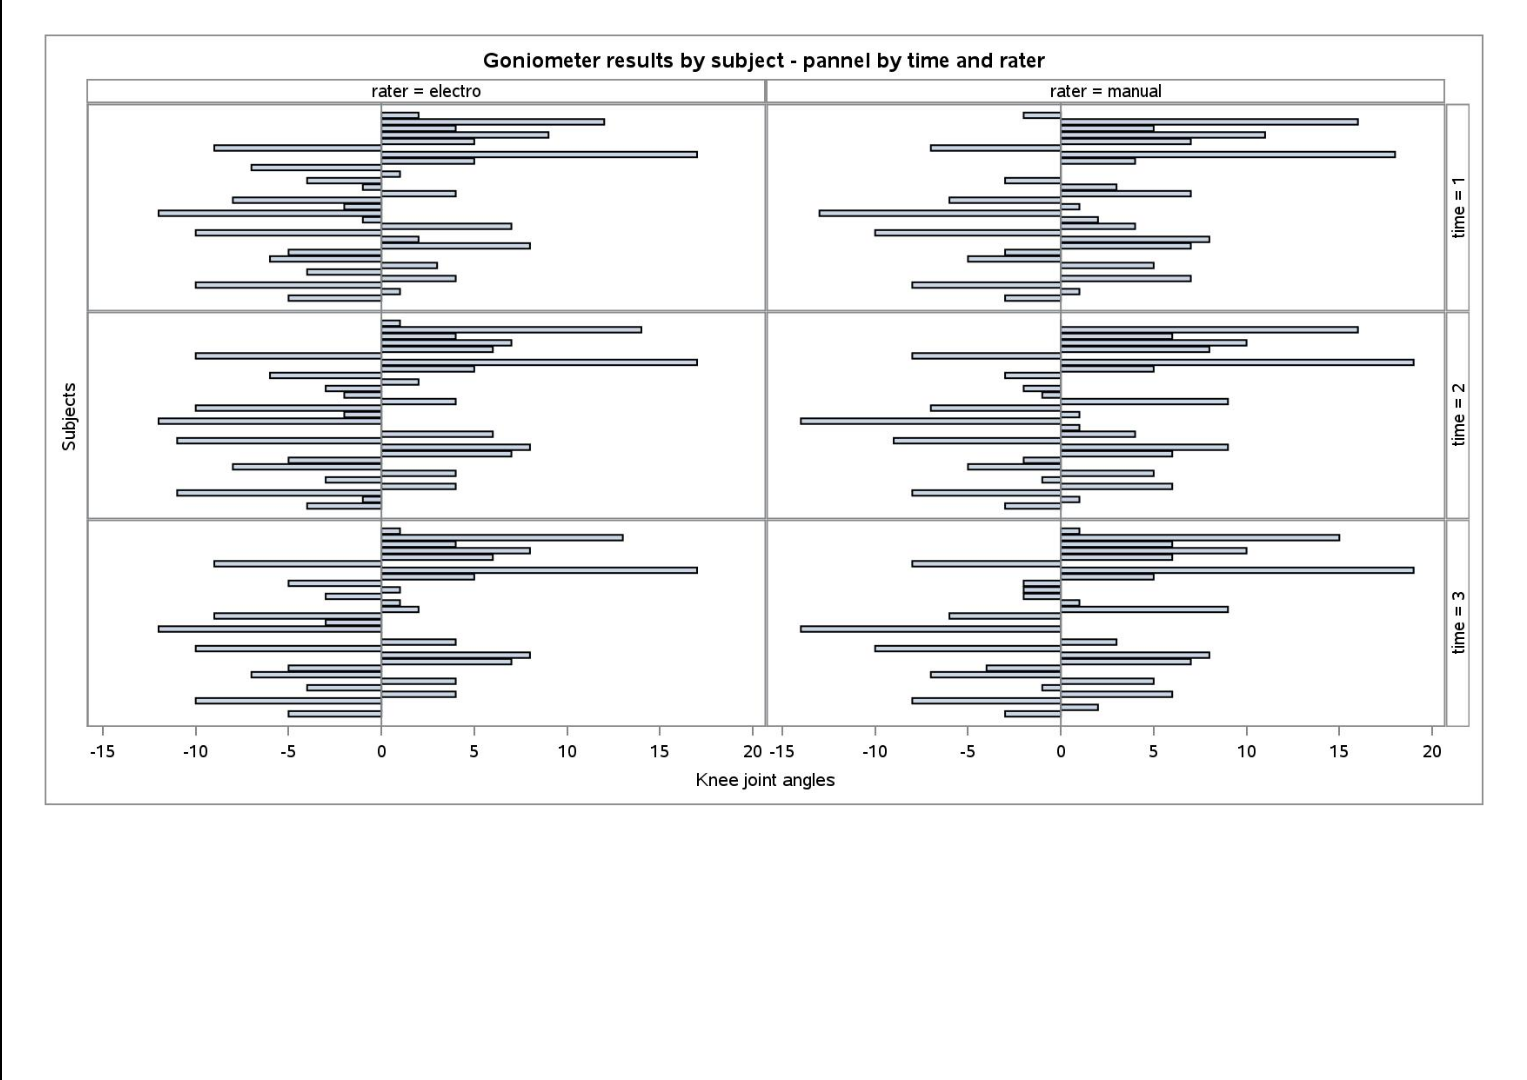 Goniometer results by subject - pannel by time and rater
rater = electro
rater = manual
time = 1
time = 2
time = 3
Subjects
-15 -10 -5 0 5 10 15 20 -15 -10 -5 0 5 10 15 20
Knee joint angles